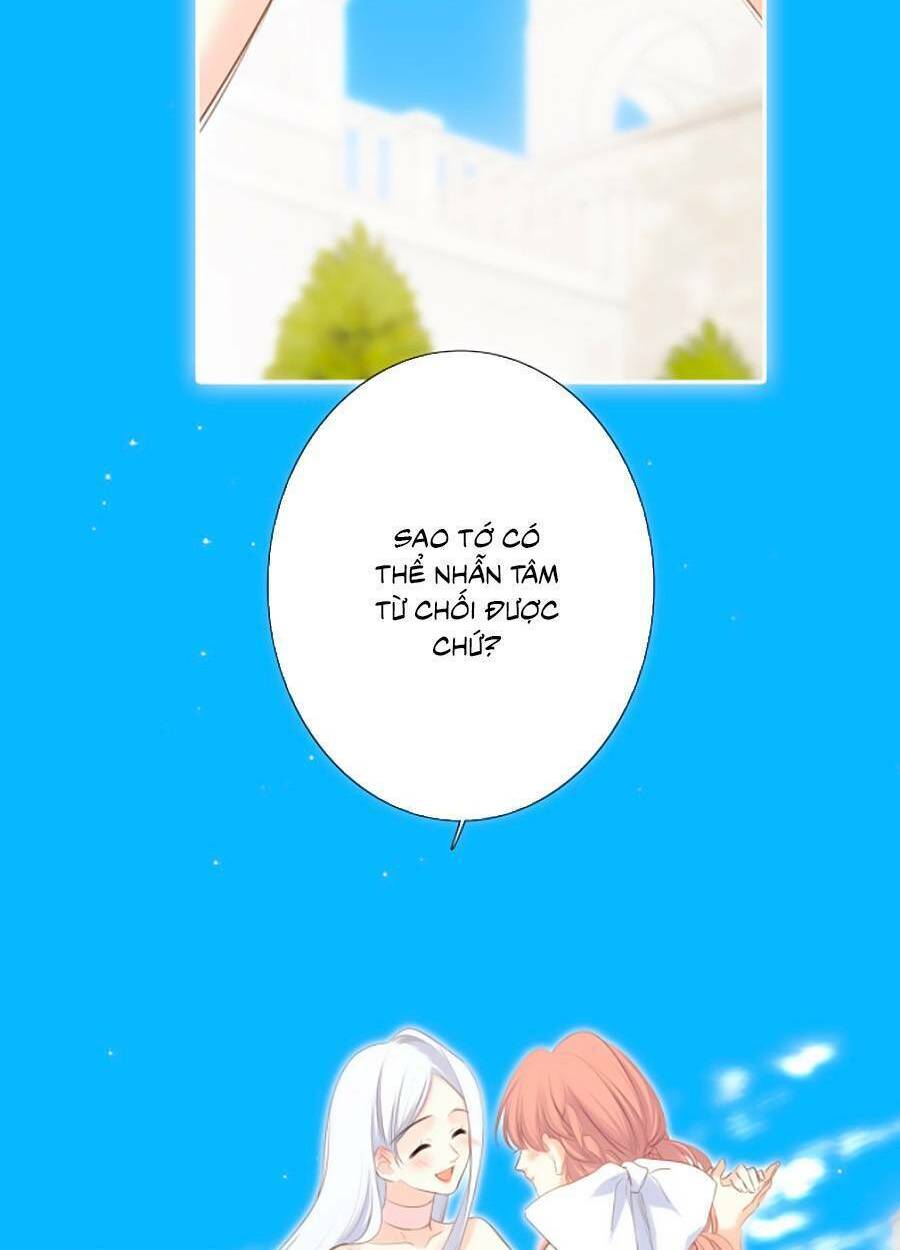 SAO TỚ CÓ
THỂ NHẪN TÂM
TỪ CHỐI ĐƯỢC
CHỨ?